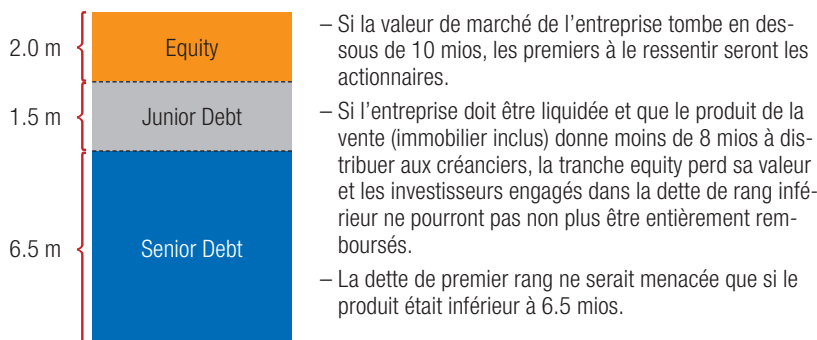 2.0 m
Equity
1.5 m
Junior Debt
6.5 m
Senior Debt
– Si la valeur de marché de l’entreprise tombe en des-
sous de 10 mios, les premiers à le ressentir seront les
actionnaires.
– Si l’entreprise doit être liquidée et que le produit de la
vente (immobilier inclus) donne moins de 8 mios à dis-
tribuer aux créanciers, la tranche equity perd sa valeur
et les investisseurs engagés dans la dette de rang infé-
rieur ne pourront pas non plus être entièrement rem-
boursés.
– La dette de premier rang ne serait menacée que si le
produit était inférieur à 6.5 mios.